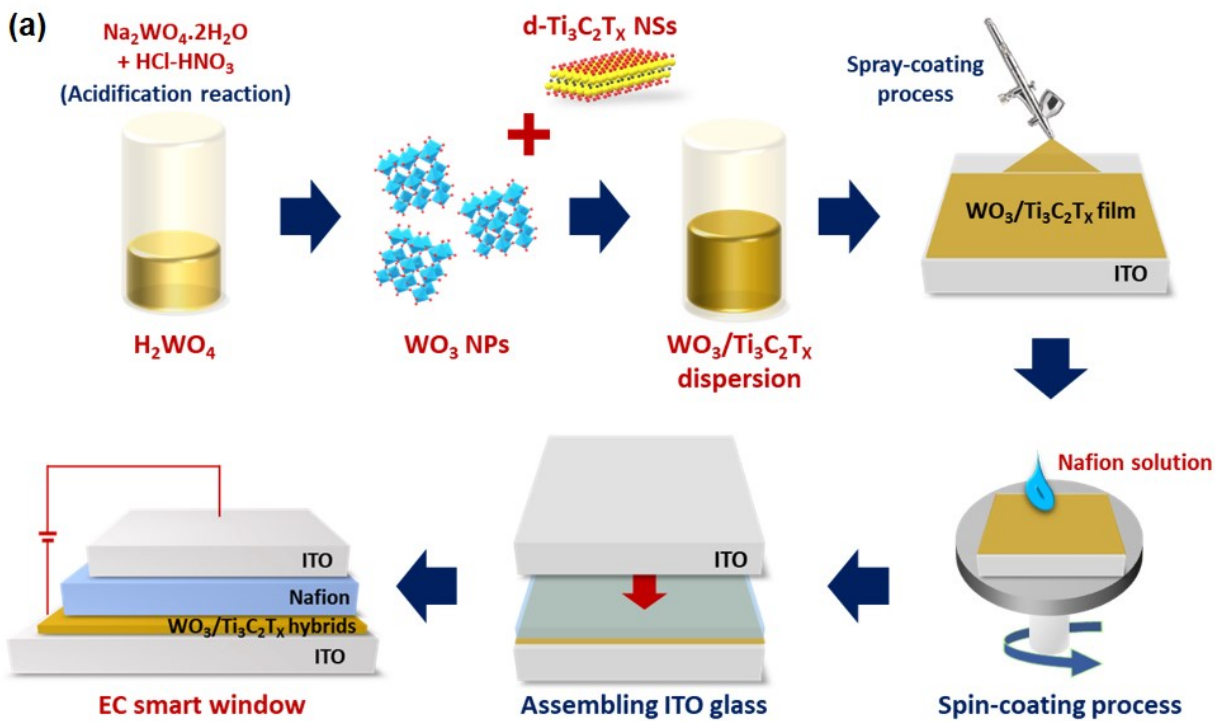 (a)
Na₂WO₄.2H₂O
+ HCl-HNO₃
(Acidification reaction)
H₂WO₄
WO₃ NPs
d-Ti₃C₂Tₓ NSs
WO₃/Ti₃C₂Tₓ
dispersion
Spray-coating
process
WO₃/Ti₃C₂Tₓ film
ITO
Nafion solution
Spin-coating process
ITO
Assembling ITO glass
ITO
Nafion
WO₃/Ti₃C₂Tₓ hybrids
ITO
EC smart window